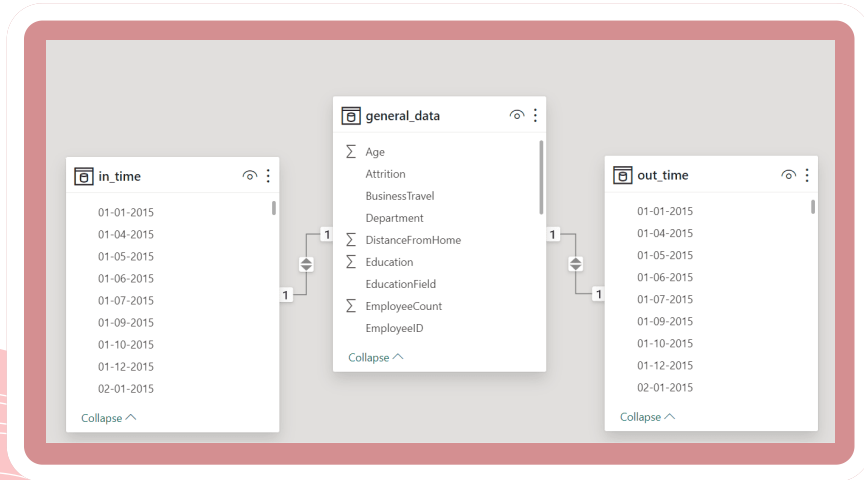 in_time
01-01-2015
01-04-2015
01-05-2015
01-06-2015
01-07-2015
01-09-2015
01-10-2015
01-12-2015
02-01-2015
Collapse
1
1
general_data
Age
Attrition
BusinessTravel
Department
DistanceFromHome
Education
EducationField
EmployeeCount
EmployeeID
Collapse
1
1
out_time
01-01-2015
01-04-2015
01-05-2015
01-06-2015
01-07-2015
01-09-2015
01-10-2015
01-12-2015
02-01-2015
Collapse